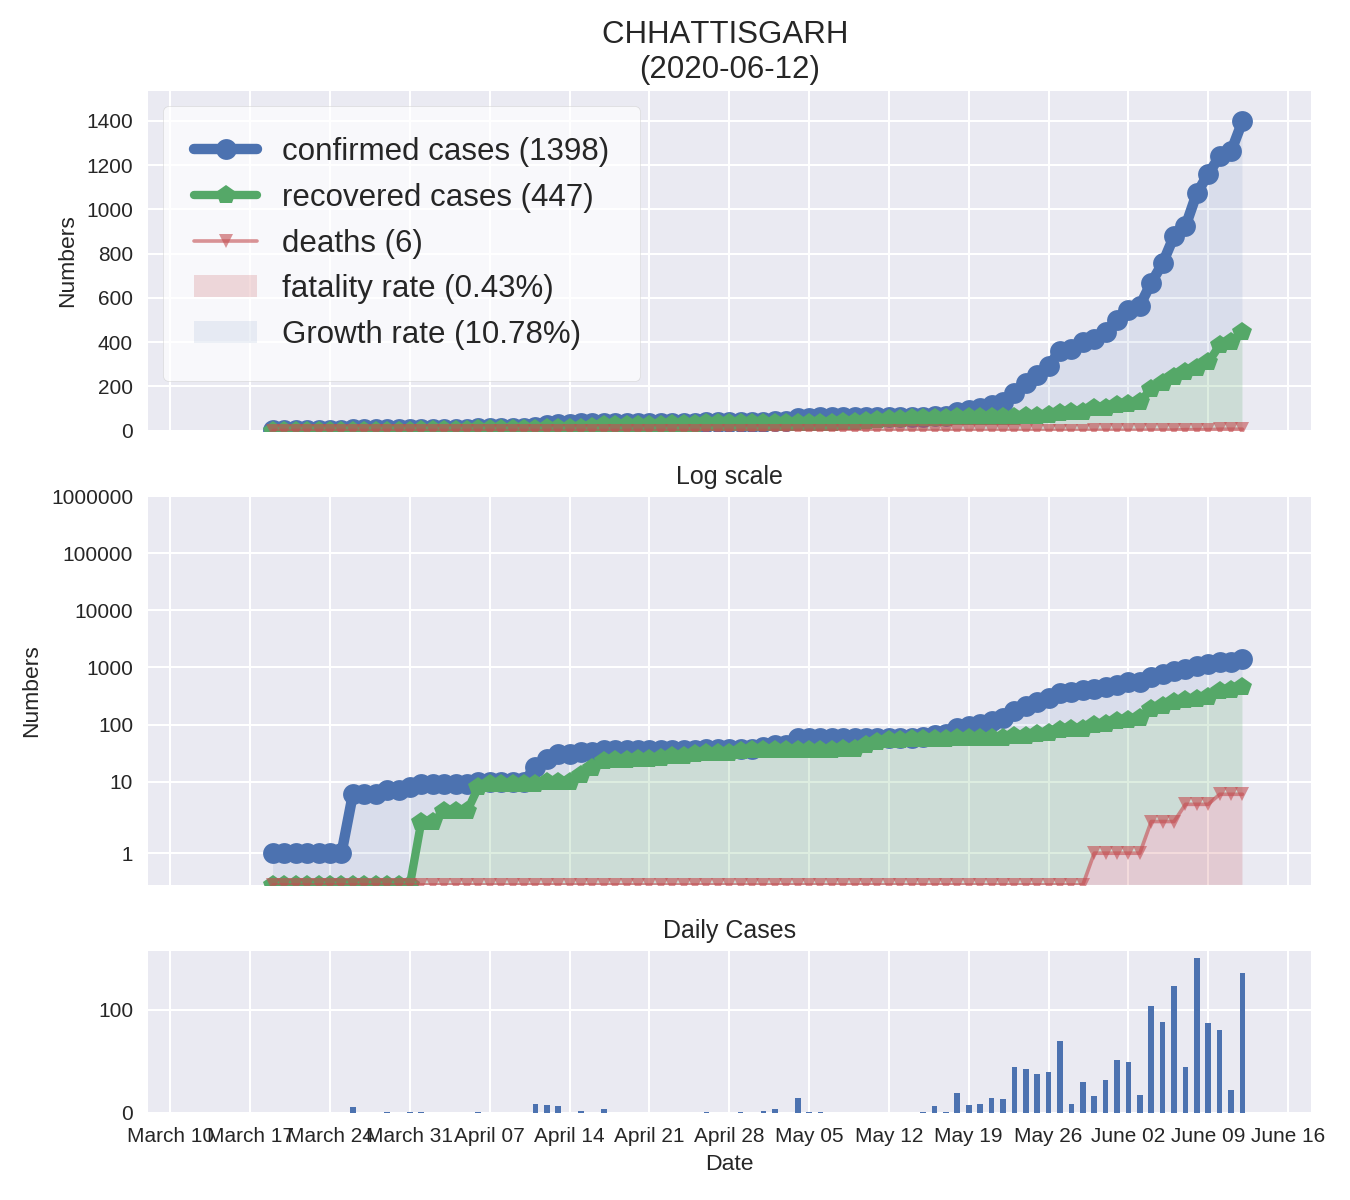 CHHATTISGARH
(2020-06-12)
1400
1200
1000
800
600
400
200
0
Numbers
confirmed cases (1398)
recovered cases (447)
deaths (6)
fatality rate (0.43%)
Growth rate (10.78%)
Log scale
1000000
100000
10000
1000
100
10
1
Numbers
Daily Cases
100
0
March 10 March 17 March 24 March 31 April 07 April 14 April 21 April 28 May 05 May 12 May 19 May 26 June 02 June 09 June 16
Date